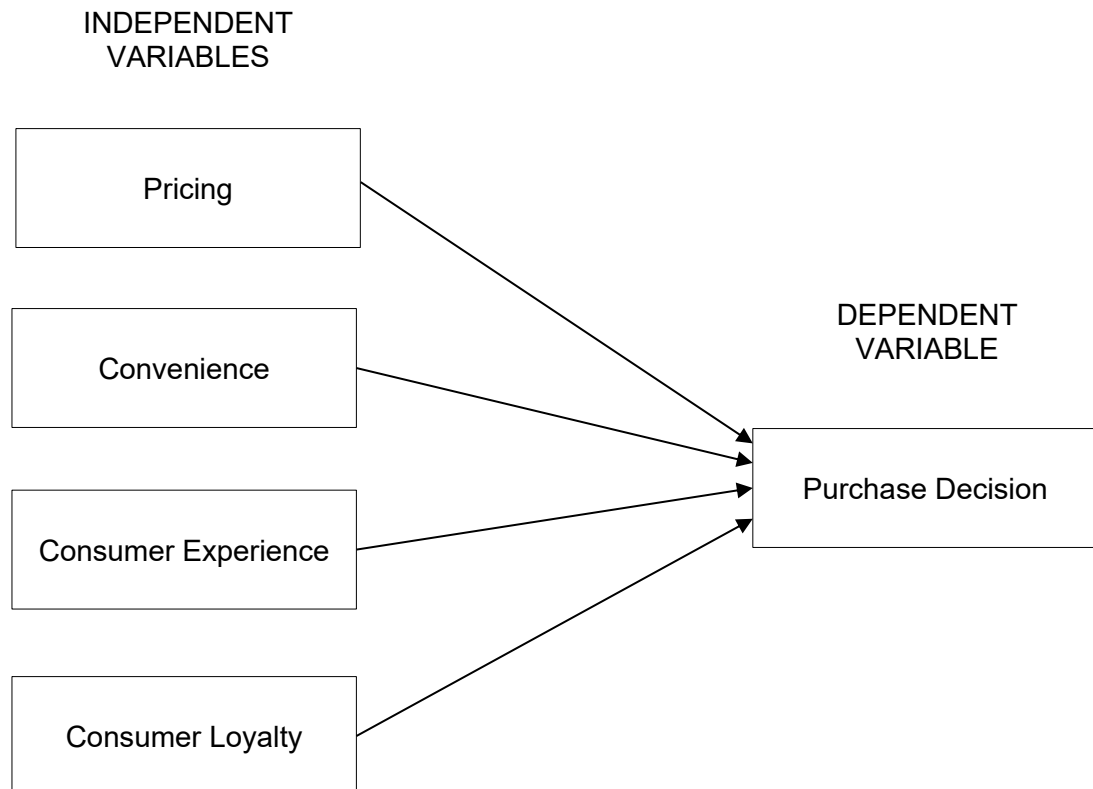 INDEPENDENT
VARIABLES
Pricing
Convenience
Consumer Experience
Consumer Loyalty
DEPENDENT
VARIABLE
Purchase Decision